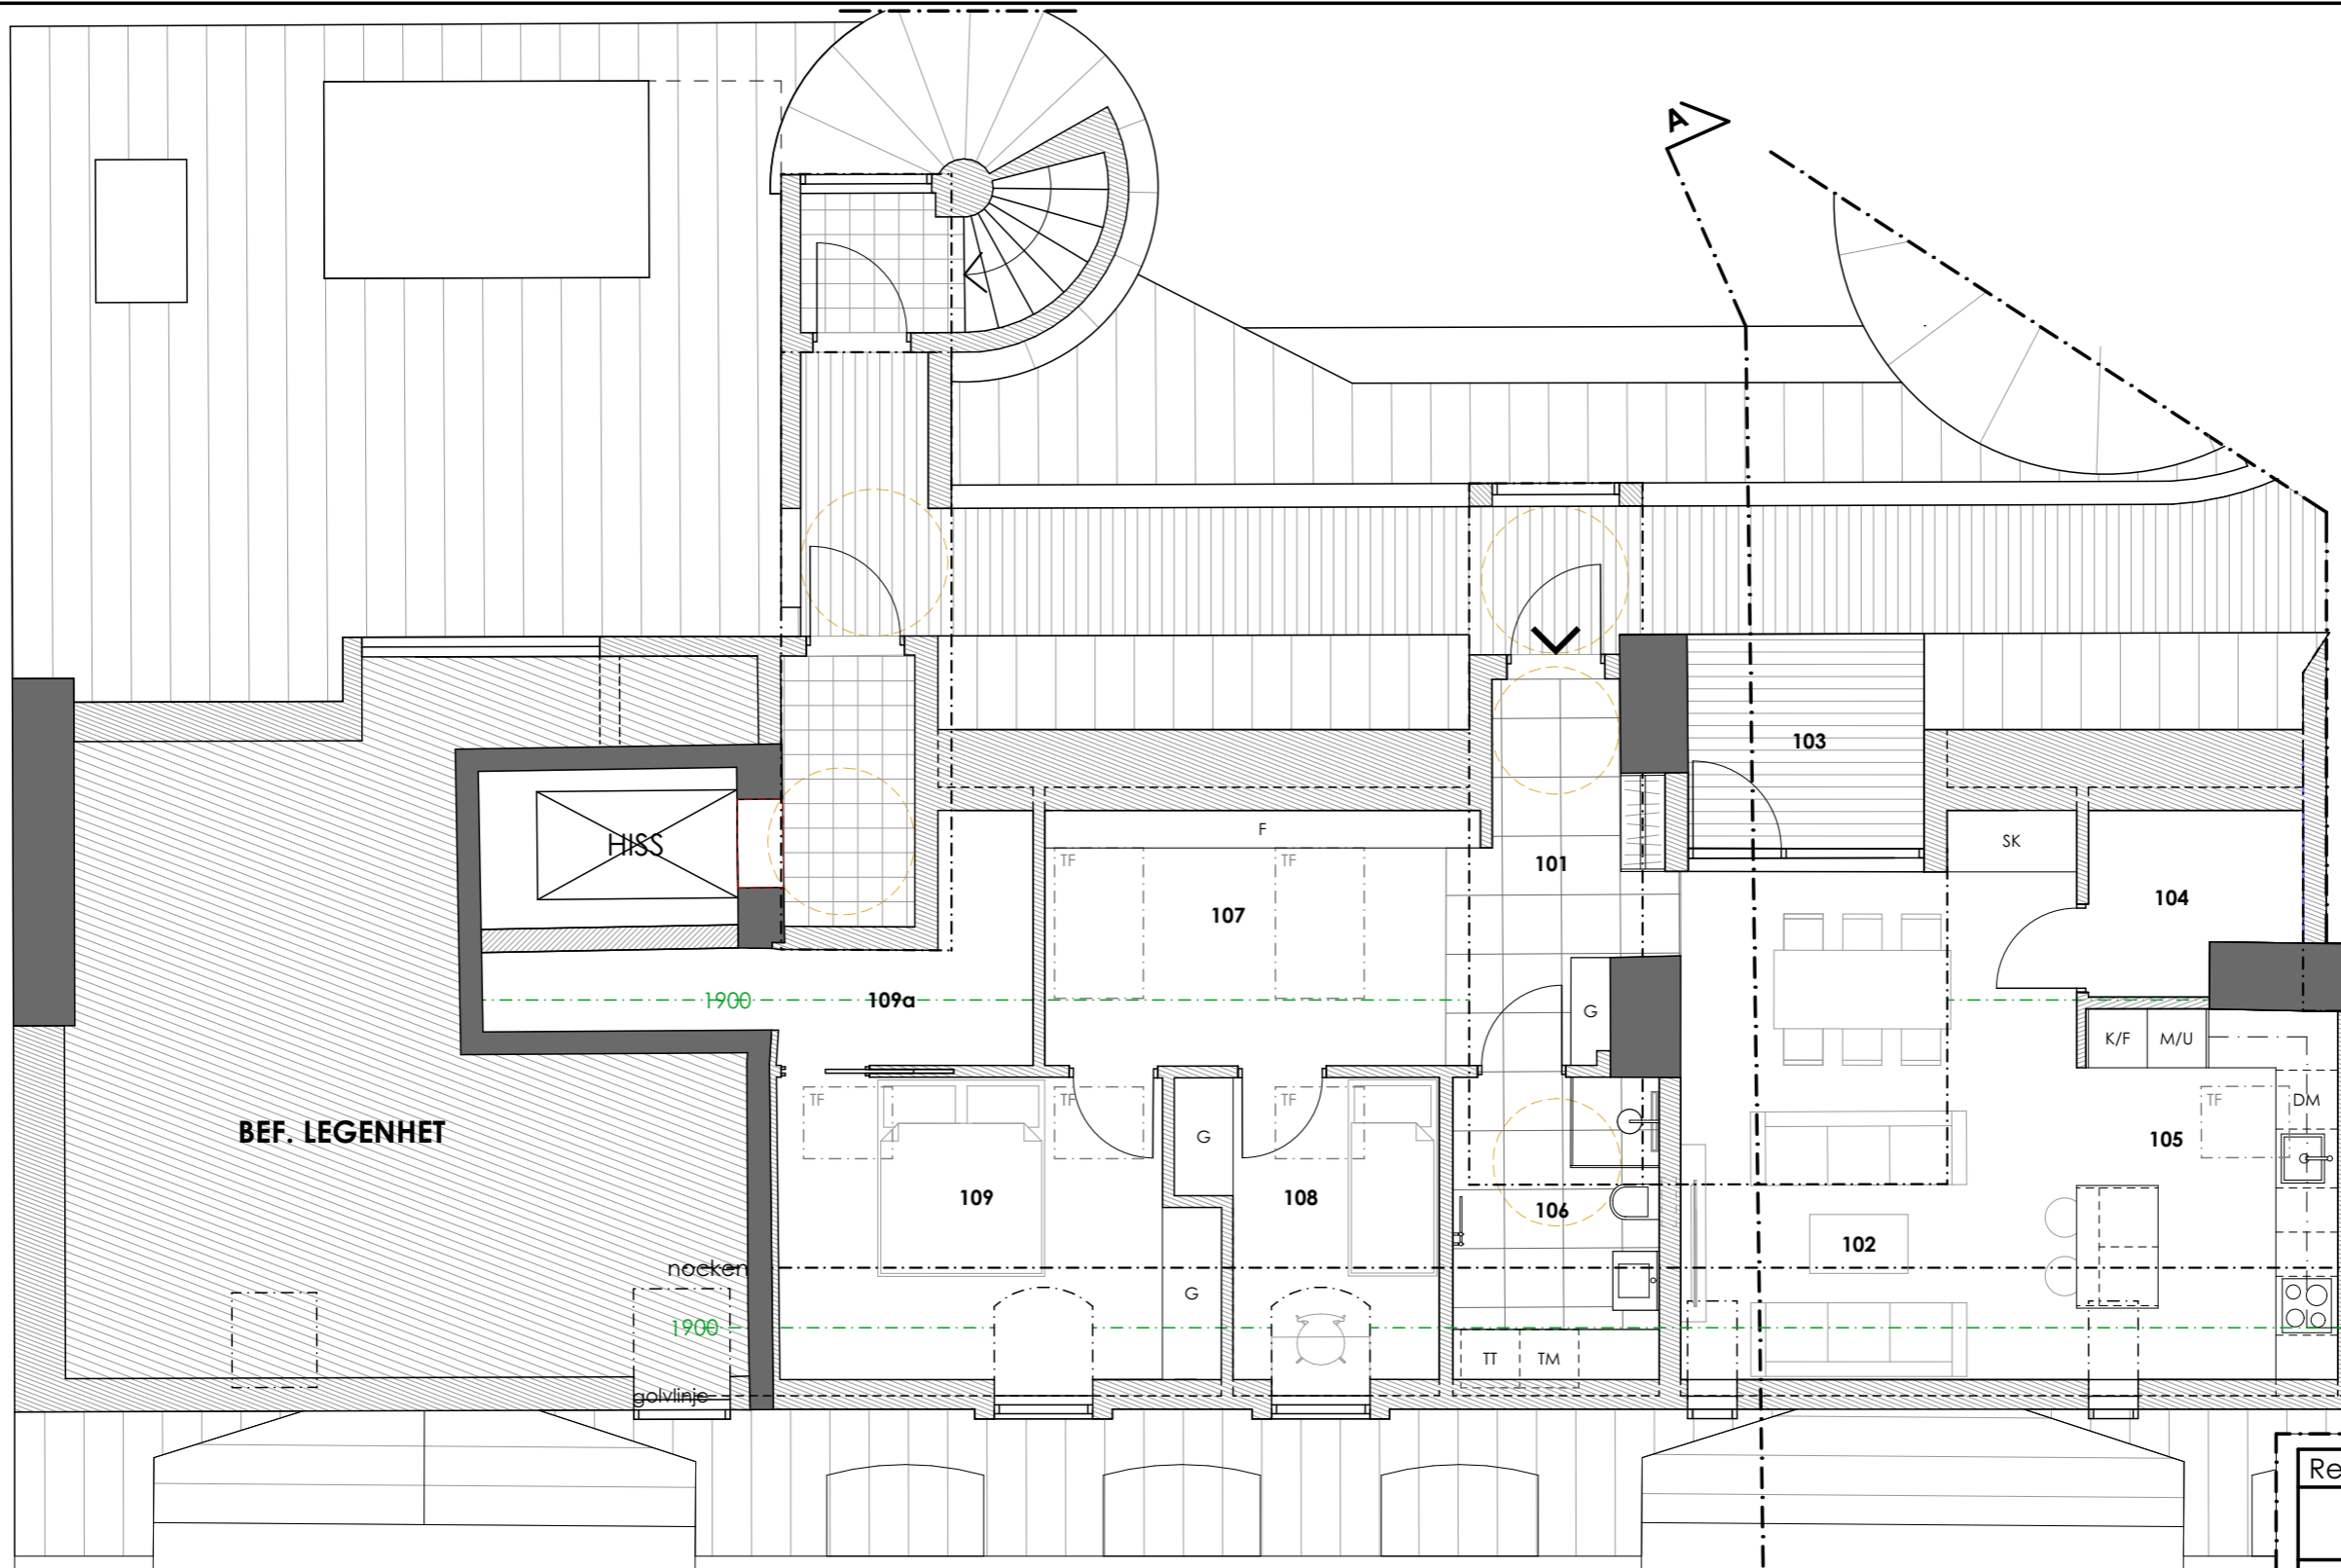 A
103
HISS
F
TF
TF
101
SK
107
104
1900
109a
G
K/F
M/U
TF
TF
TF
TF
DM
BEF. LEGENHET
G
105
109
108
106
102
nocken
G
1900
TT
TM
golvlinje
Re